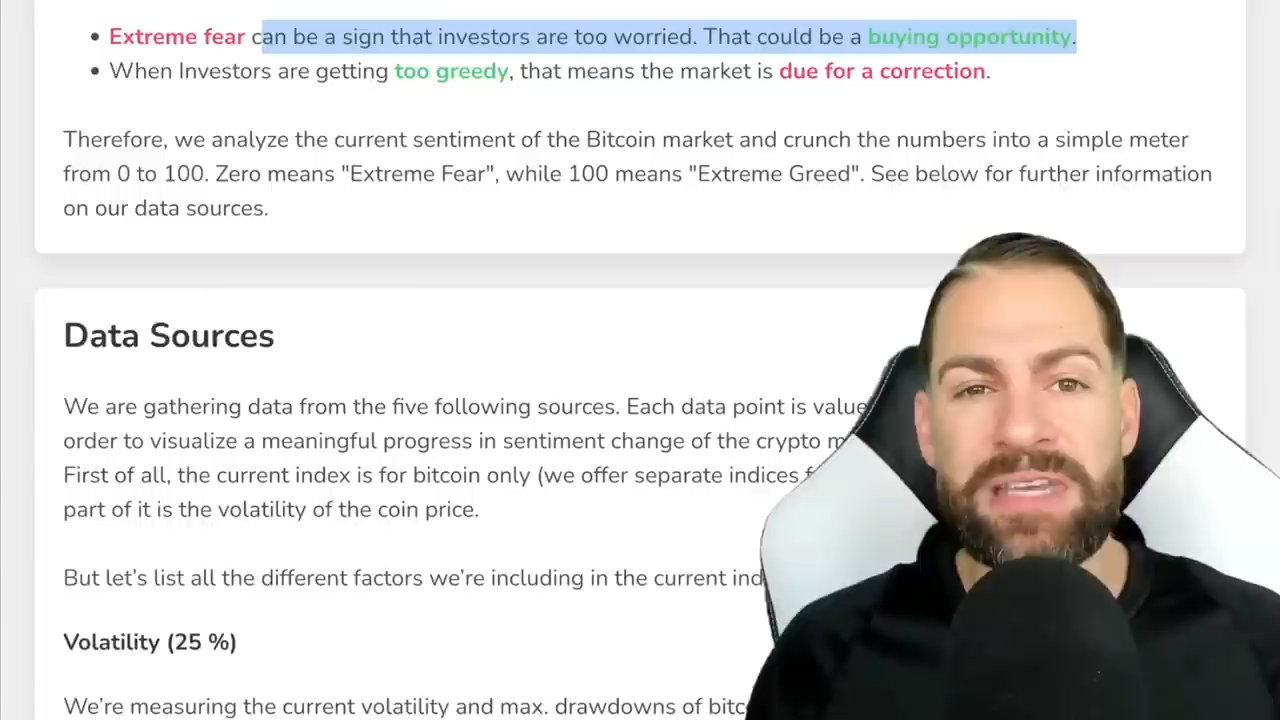 • Extreme fear can be a sign that investors are too worried. That could be a buying opportunity.
• When Investors are getting too greedy, that means the market is due for a correction.
Therefore, we analyze the current sentiment of the Bitcoin market and crunch the numbers into a simple meter
from 0 to 100. Zero means "Extreme Fear", while 100 means "Extreme Greed". See below for further information
on our data sources.
Data Sources
We are gathering data from the five following sources. Each data point is value
order to visualize a meaningful progress in sentiment change of the crypto m
First of all, the current index is for bitcoin only (we offer separate indices f
part of it is the volatility of the coin price.
But let’s list all the different factors we’re including in the current ind
Volatility (25 %)
We’re measuring the current volatility and max. drawdowns of bitc